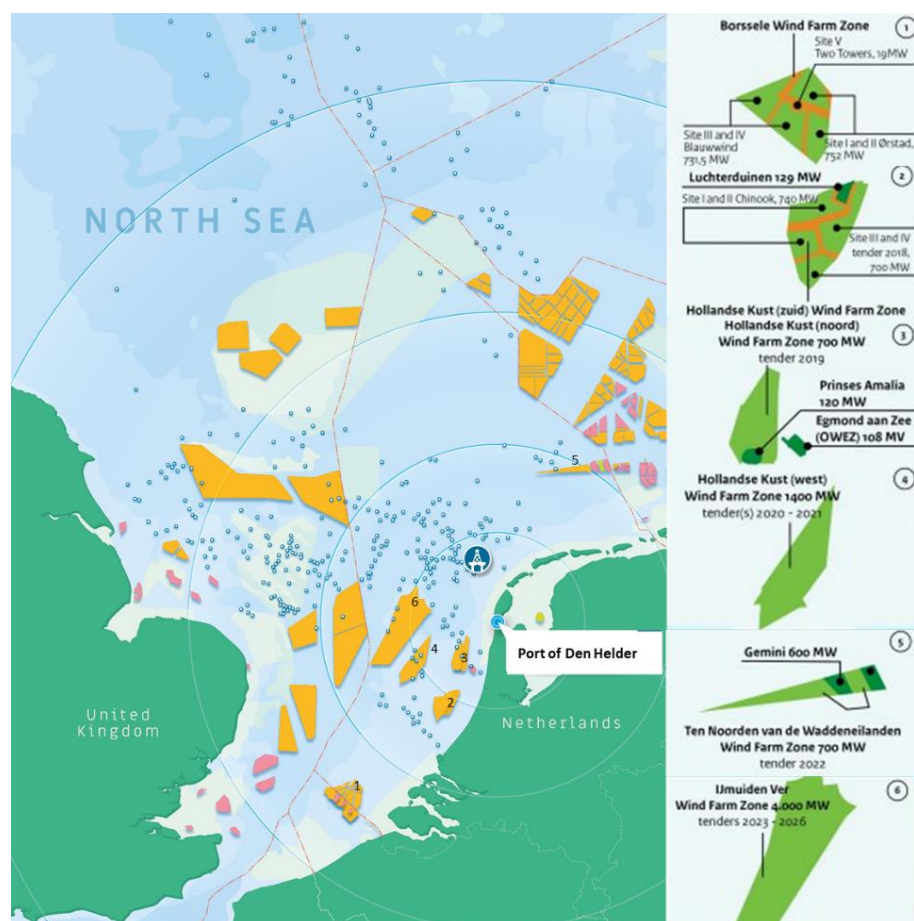 NORTH SEA
5
6
4
3
2
1
Port of Den Helder
United
Kingdom
Netherlands
Borssele Wind Farm Zone
1
Site V
Two Towers, 19MW
Site III and IV
Blauwwind
731,5 MW
Site I and II Ørstad,
752 MW
Luchterduinen 129 MW
2
Site I and II Chinook, 740 MW
Site III and IV
tender 2018,
700 MW
Hollandse Kust (zuid) Wind Farm Zone
Hollandse Kust (noord)
Wind Farm Zone 700 MW
3
tender 2019
Prinses Amalia
120 MW
Egmond aan Zee
(OWEZ) 108 MV
Hollandse Kust (west)
4
Wind Farm Zone 1400 MW
tender(s) 2020 - 2021
5
Gemini 600 MW
Ten Noorden van de Waddeneilanden
Wind Farm Zone 700 MW
tender 2022
IJmuiden Ver
6
Wind Farm Zone 4.000 MW
tenders 2023 - 2026